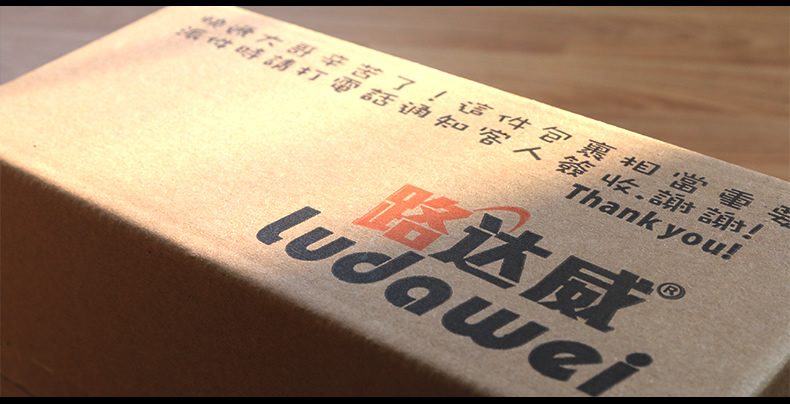 快遞大哥辛苦了！這件包裹相當重要
派件時請打電話通知客人簽收、謝謝！
Thank you!
路达威®
ludawei